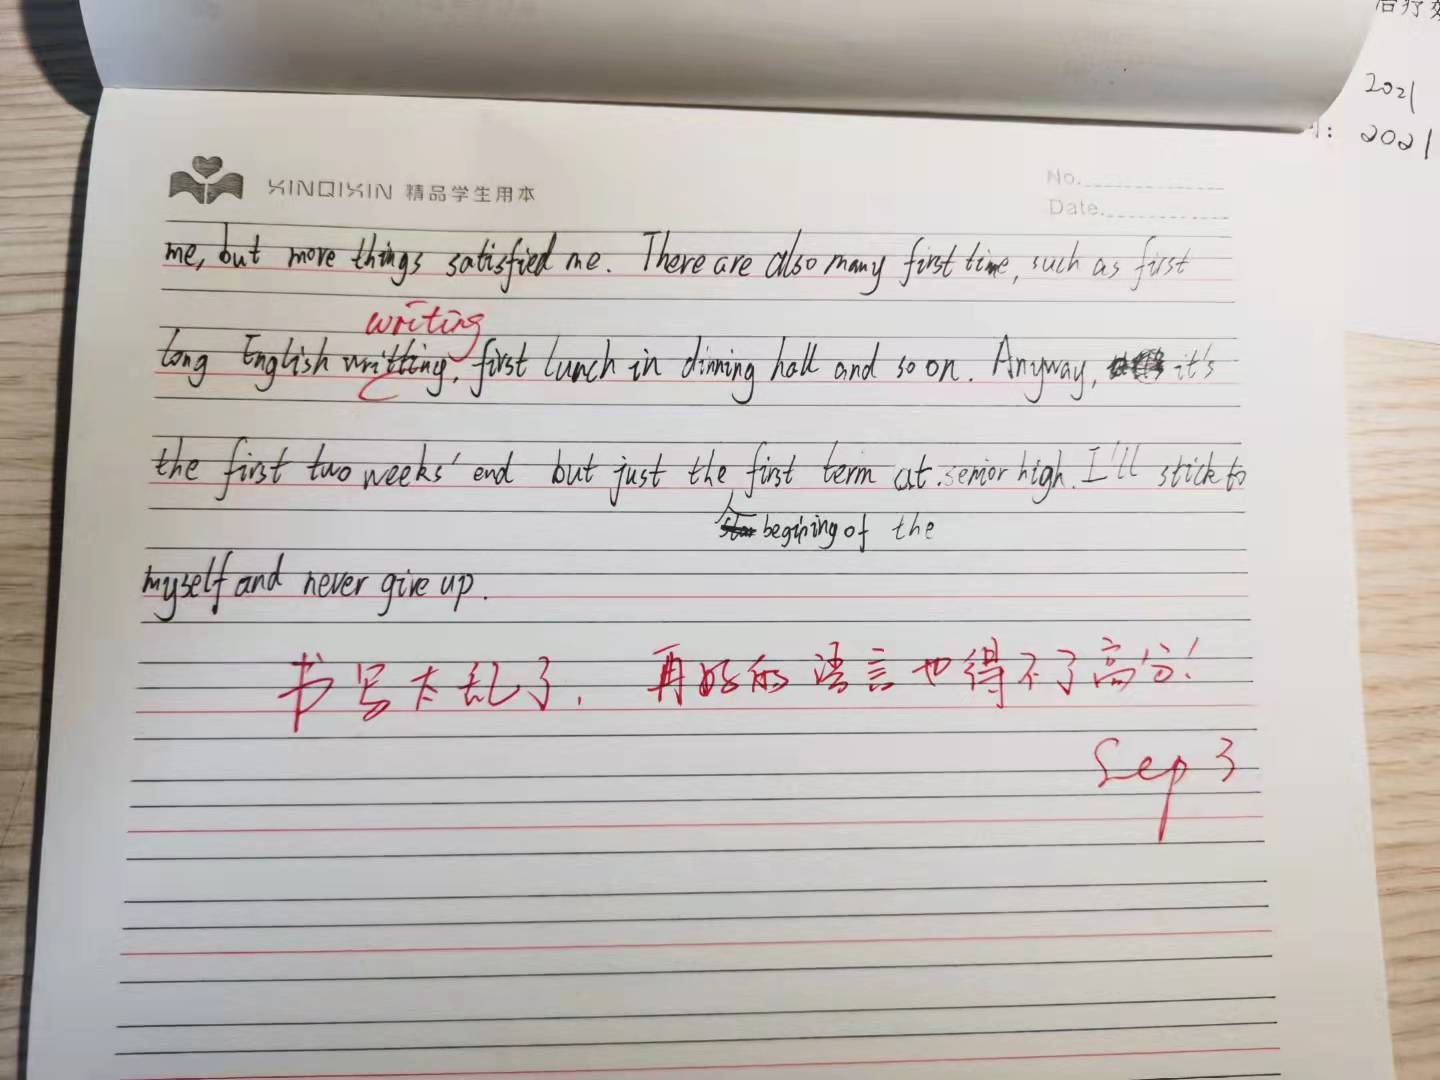 治疗
2021
: 2021
XINQIXIN 精品学生用本
No.
Date.
me, but more things satisfied me. There are also many first time, such as first
writing
long English writting, first lunch in dinning hall and so on. Anyway, it's
the first two weeks' end but just the first term at senior high. I'll stick to
begining of the
myself and never give up.
书写太乱了, 再好的语言也得不了高分!
Sep 3